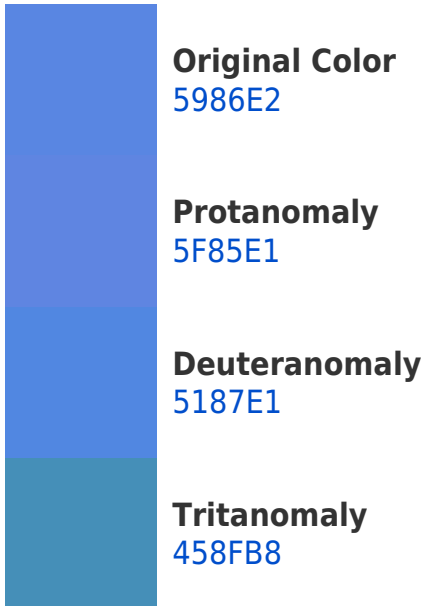 Original Color
5986E2
Protanomaly
5F85E1
Deuteranomaly
5187E1
Tritanomaly
458FB8